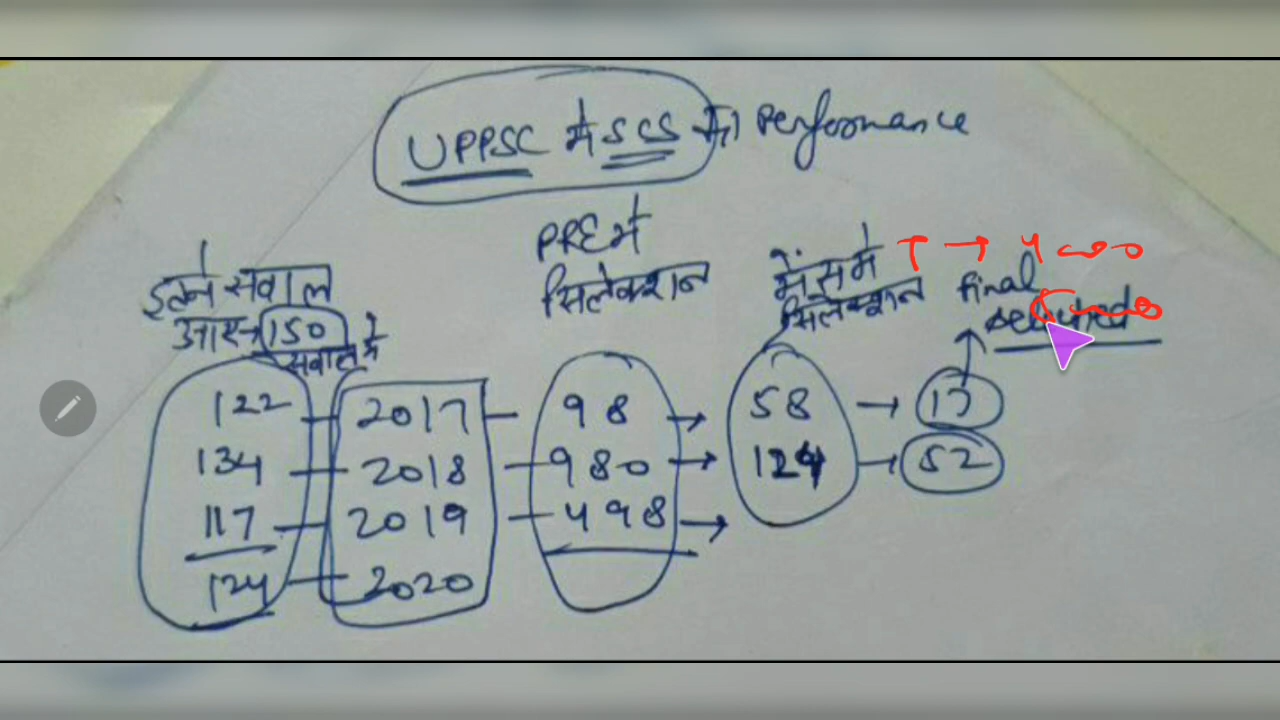 UPPSC में SCS का Performance
PRE में
सिलेक्शन
इतने सवाल
आए→150
सवाल में
मेंस में
सिलेक्शन
T → 4000
final
122 - 2017 - 98 → 58 → 17
134 - 2018 - 980 → 124 → 52
117 - 2019 - 498 →
124 - 2020